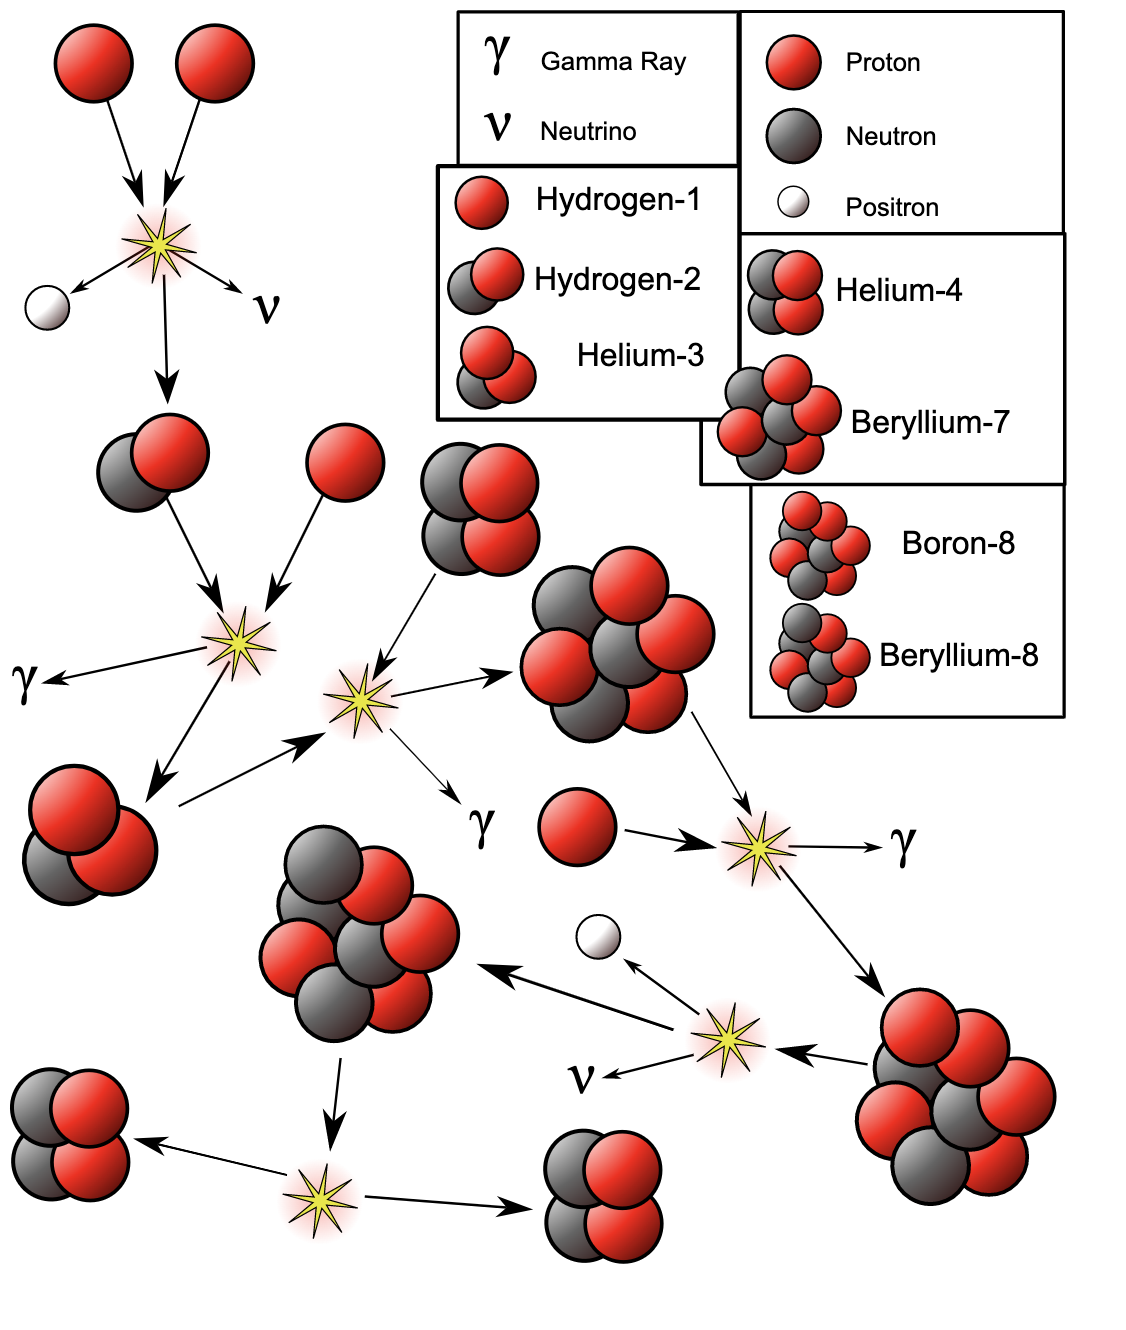 γ Gamma Ray
ν Neutrino
Proton
Neutron
Positron
Hydrogen-1
Hydrogen-2
Helium-3
Helium-4
Beryllium-7
Boron-8
Beryllium-8
ν
γ
γ
γ
ν